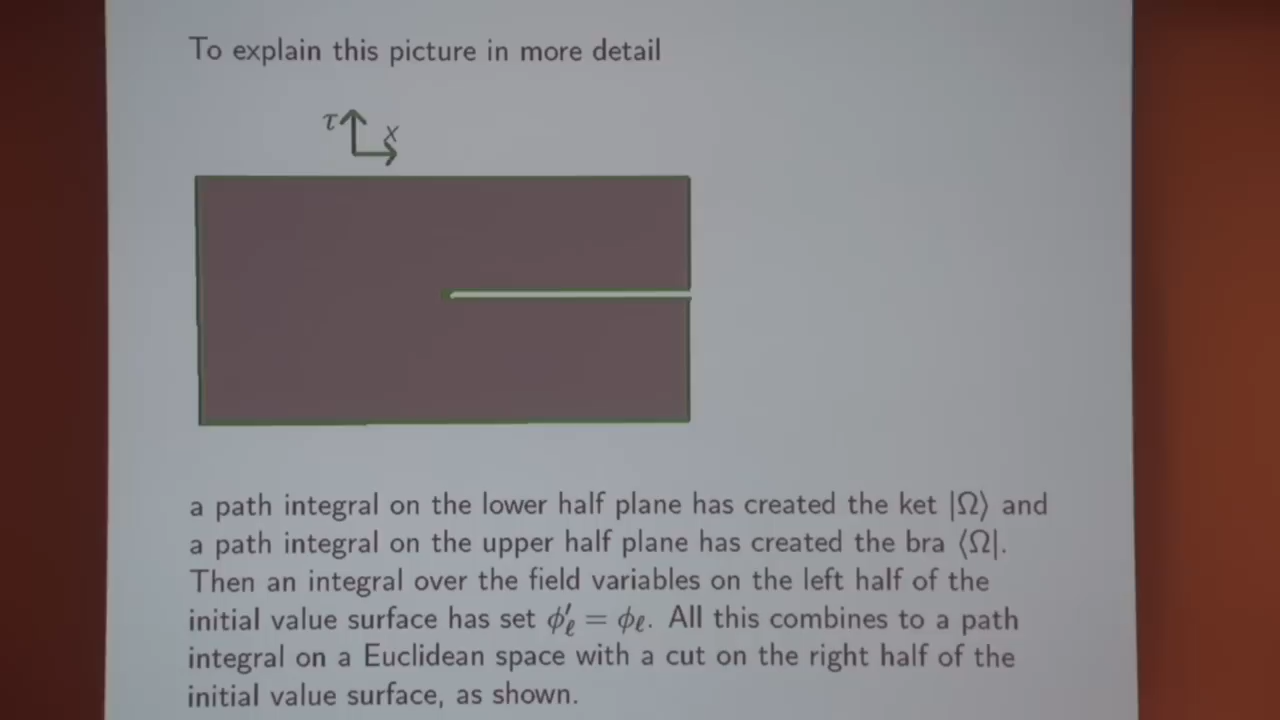 To explain this picture in more detail
τ
x
a path integral on the lower half plane has created the ket |Ω⟩ and
a path integral on the upper half plane has created the bra ⟨Ω|.
Then an integral over the field variables on the left half of the
initial value surface has set ϕ′ℓ = ϕℓ. All this combines to a path
integral on a Euclidean space with a cut on the right half of the
initial value surface, as shown.